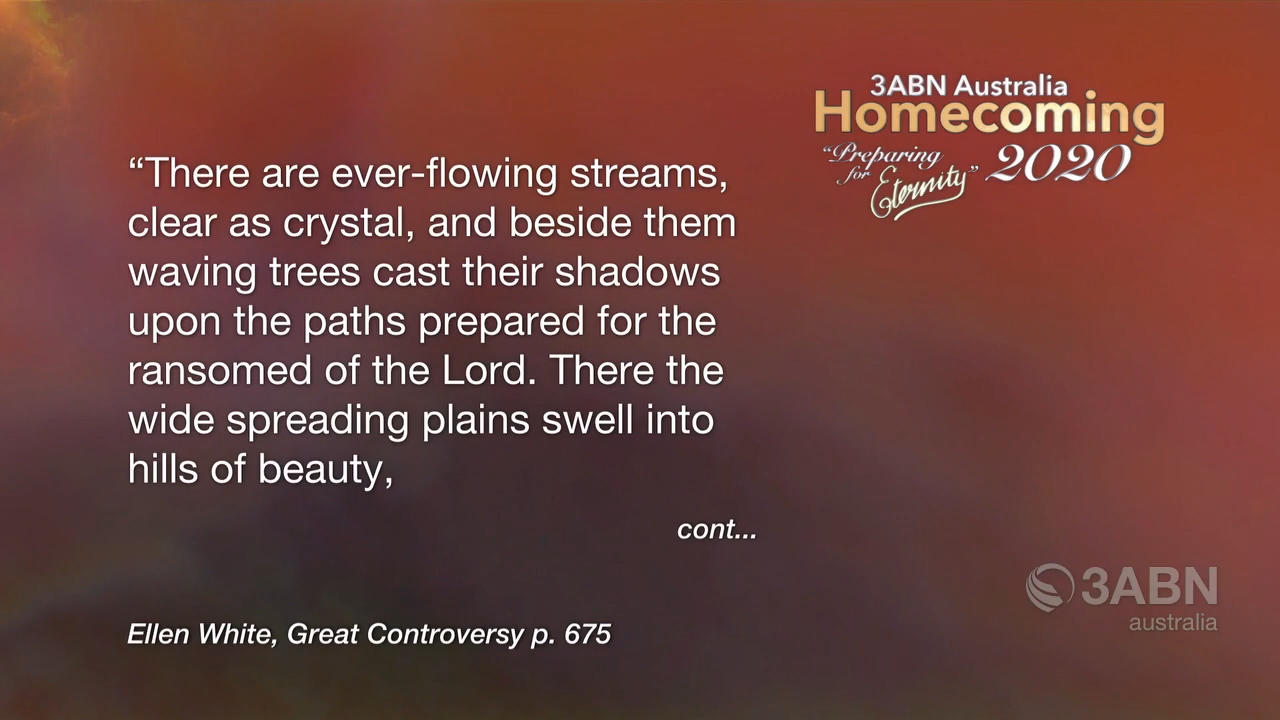 3ABN Australia
Homecoming
"Preparing
for
Eternity"
2020
“There are ever-flowing streams,
clear as crystal, and beside them
waving trees cast their shadows
upon the paths prepared for the
ransomed of the Lord. There the
wide spreading plains swell into
hills of beauty,
cont...
Ellen White, Great Controversy p. 675
3ABN
australia